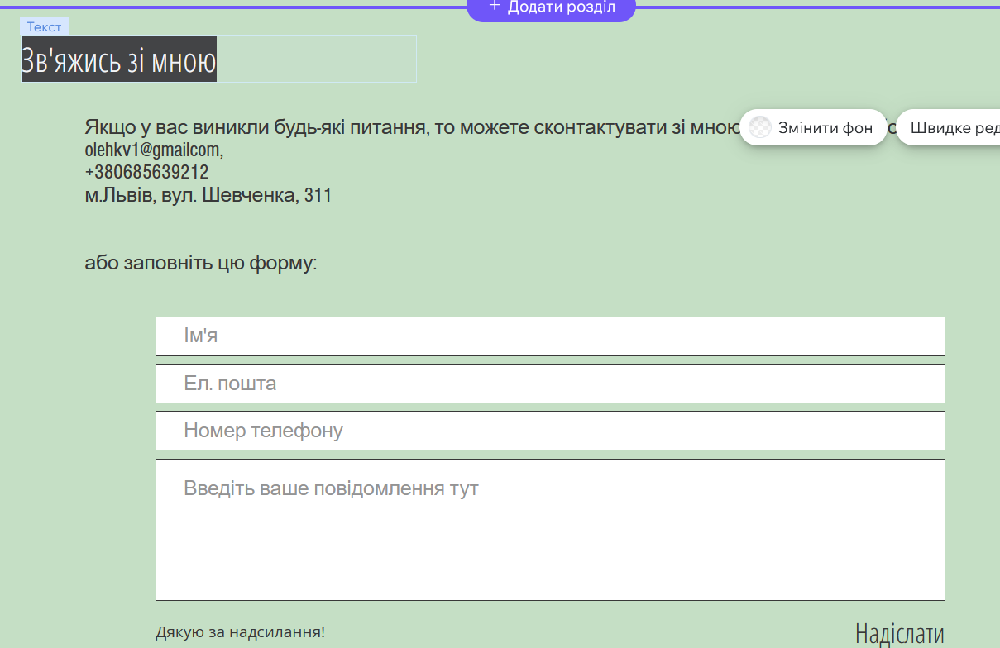 + Додати розділ
Текст
Зв'яжись зі мною
Якщо у вас виникли будь-які питання, то можете сконтактувати зі мною
Змінити фон
Швидке ред
olehkv1@gmailcom,
+380685639212
м.Львів, вул. Шевченка, 311
або заповніть цю форму:
Ім'я
Ел. пошта
Номер телефону
Введіть ваше повідомлення тут
Дякую за надсилання!
Надіслати